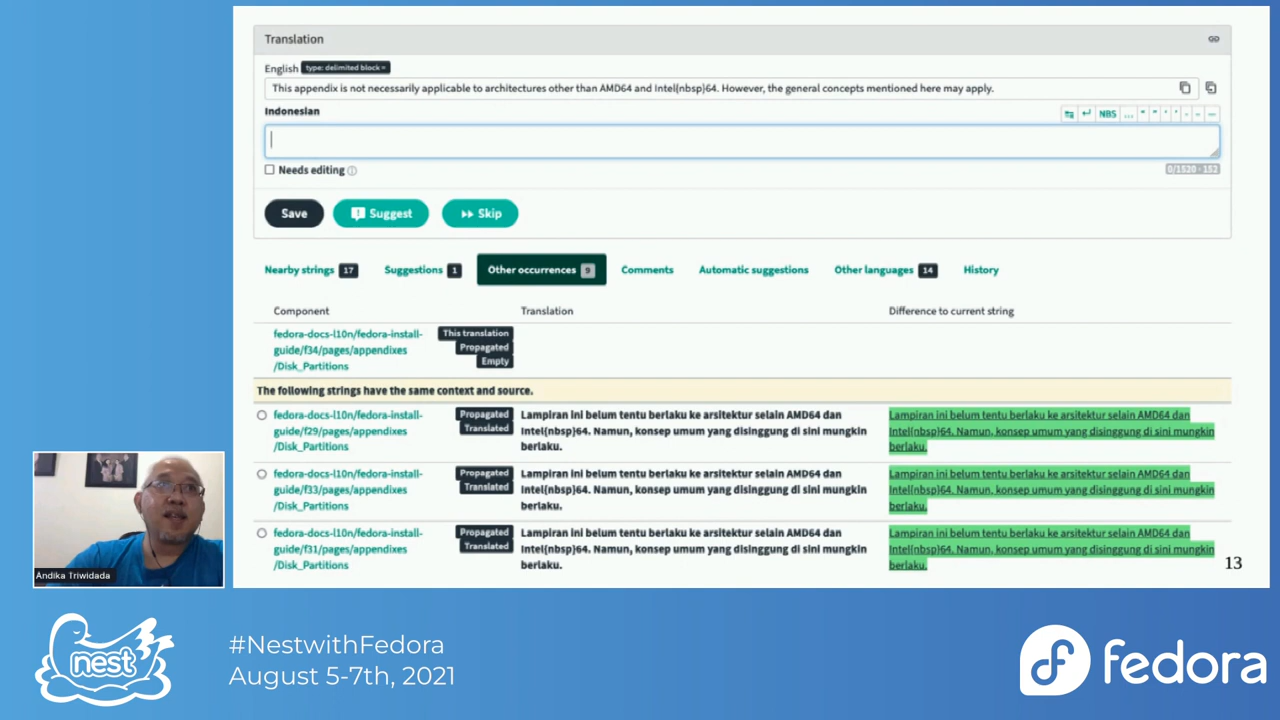 Translation
English type: delimited block
This appendix is not necessarily applicable to architectures other than AMD64 and Intel{nbsp}64. However, the general concepts mentioned here may apply.
Indonesian
NBS ...
Needs editing
0/1520 • 152
Save Suggest Skip
Nearby strings 17 Suggestions 1 Other occurrences 9 Comments Automatic suggestions Other languages 14 History
Component Translation Difference to current string
fedora-docs-l10n/fedora-install-
guide/f34/pages/appendixes
/Disk_Partitions
This translation
Propagated
Empty
The following strings have the same context and source.
fedora-docs-l10n/fedora-install-
guide/f29/pages/appendixes
/Disk_Partitions
Propagated
Translated
Lampiran ini belum tentu berlaku ke arsitektur selain AMD64 dan
Intel{nbsp}64. Namun, konsep umum yang disinggung di sini mungkin
berlaku.
Lampiran ini belum tentu berlaku ke arsitektur selain AMD64 dan
Intel{nbsp}64. Namun, konsep umum yang disinggung di sini mungkin
berlaku.
fedora-docs-l10n/fedora-install-
guide/f33/pages/appendixes
/Disk_Partitions
Propagated
Translated
Lampiran ini belum tentu berlaku ke arsitektur selain AMD64 dan
Intel{nbsp}64. Namun, konsep umum yang disinggung di sini mungkin
berlaku.
Lampiran ini belum tentu berlaku ke arsitektur selain AMD64 dan
Intel{nbsp}64. Namun, konsep umum yang disinggung di sini mungkin
berlaku.
fedora-docs-l10n/fedora-install-
guide/f31/pages/appendixes
/Disk_Partitions
Propagated
Translated
Lampiran ini belum tentu berlaku ke arsitektur selain AMD64 dan
Intel{nbsp}64. Namun, konsep umum yang disinggung di sini mungkin
berlaku.
Lampiran ini belum tentu berlaku ke arsitektur selain AMD64 dan
Intel{nbsp}64. Namun, konsep umum yang disinggung di sini mungkin
berlaku.
13
Andika Triwidada
nest
#NestwithFedora
August 5-7th, 2021
fedora